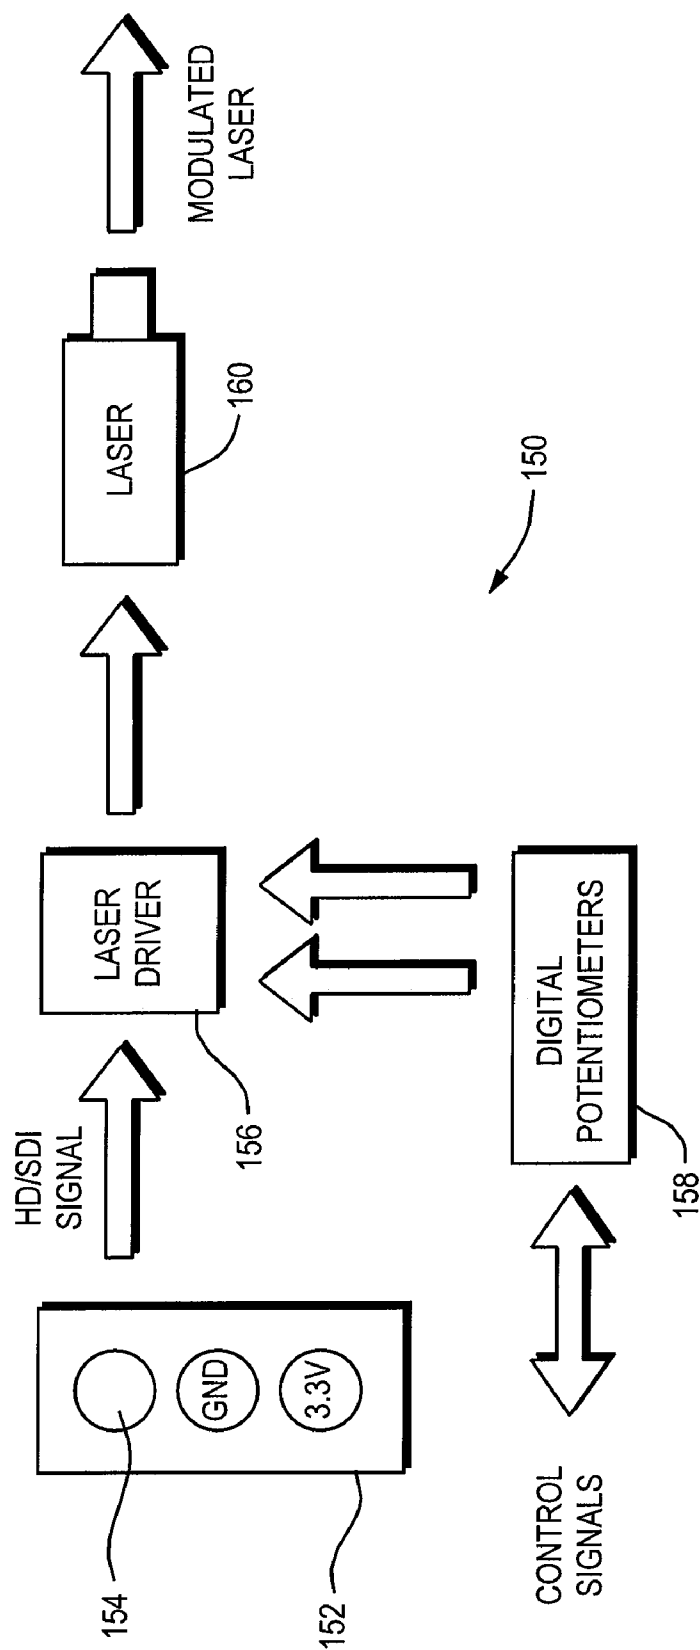 HD/SDI
SIGNAL
MODULATED
LASER
154
GND
3.3V
152
LASER
DRIVER
156
LASER
160
150
CONTROL
SIGNALS
DIGITAL
POTENTIOMETERS
158